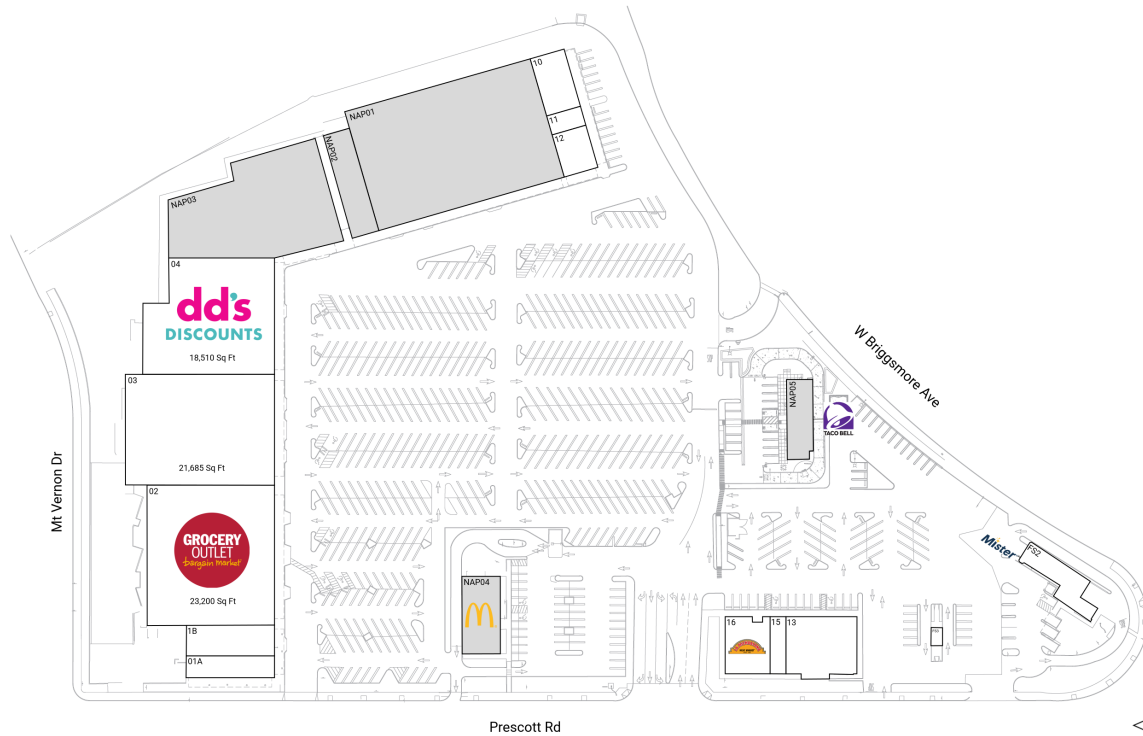 10
NAP01
11
12
NAP02
NAP03
04
dd's
DISCOUNTS
18,510 Sq Ft
W Briggsmore Ave
03
NAP05
TACO BELL
21,685 Sq Ft
Mt Vernon Dr
02
GROCERY
OUTLET
bargain market
23,200 Sq Ft
Mister
FS2
NAP04
16
15
13
1B
01A
Prescott Rd